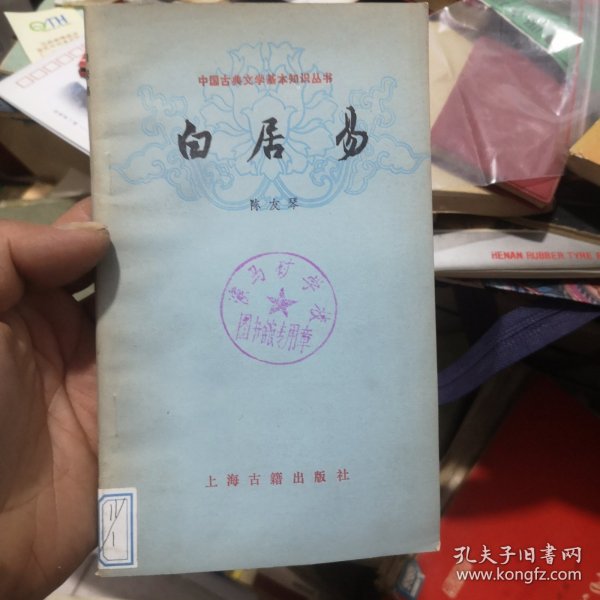 中国古典文学基本知识丛书
白居易
陈友琴
图书馆专用章
上海古籍出版社
11/
1
HENAN RUBBER TYRE
孔夫子旧书网
www.kongfz.com